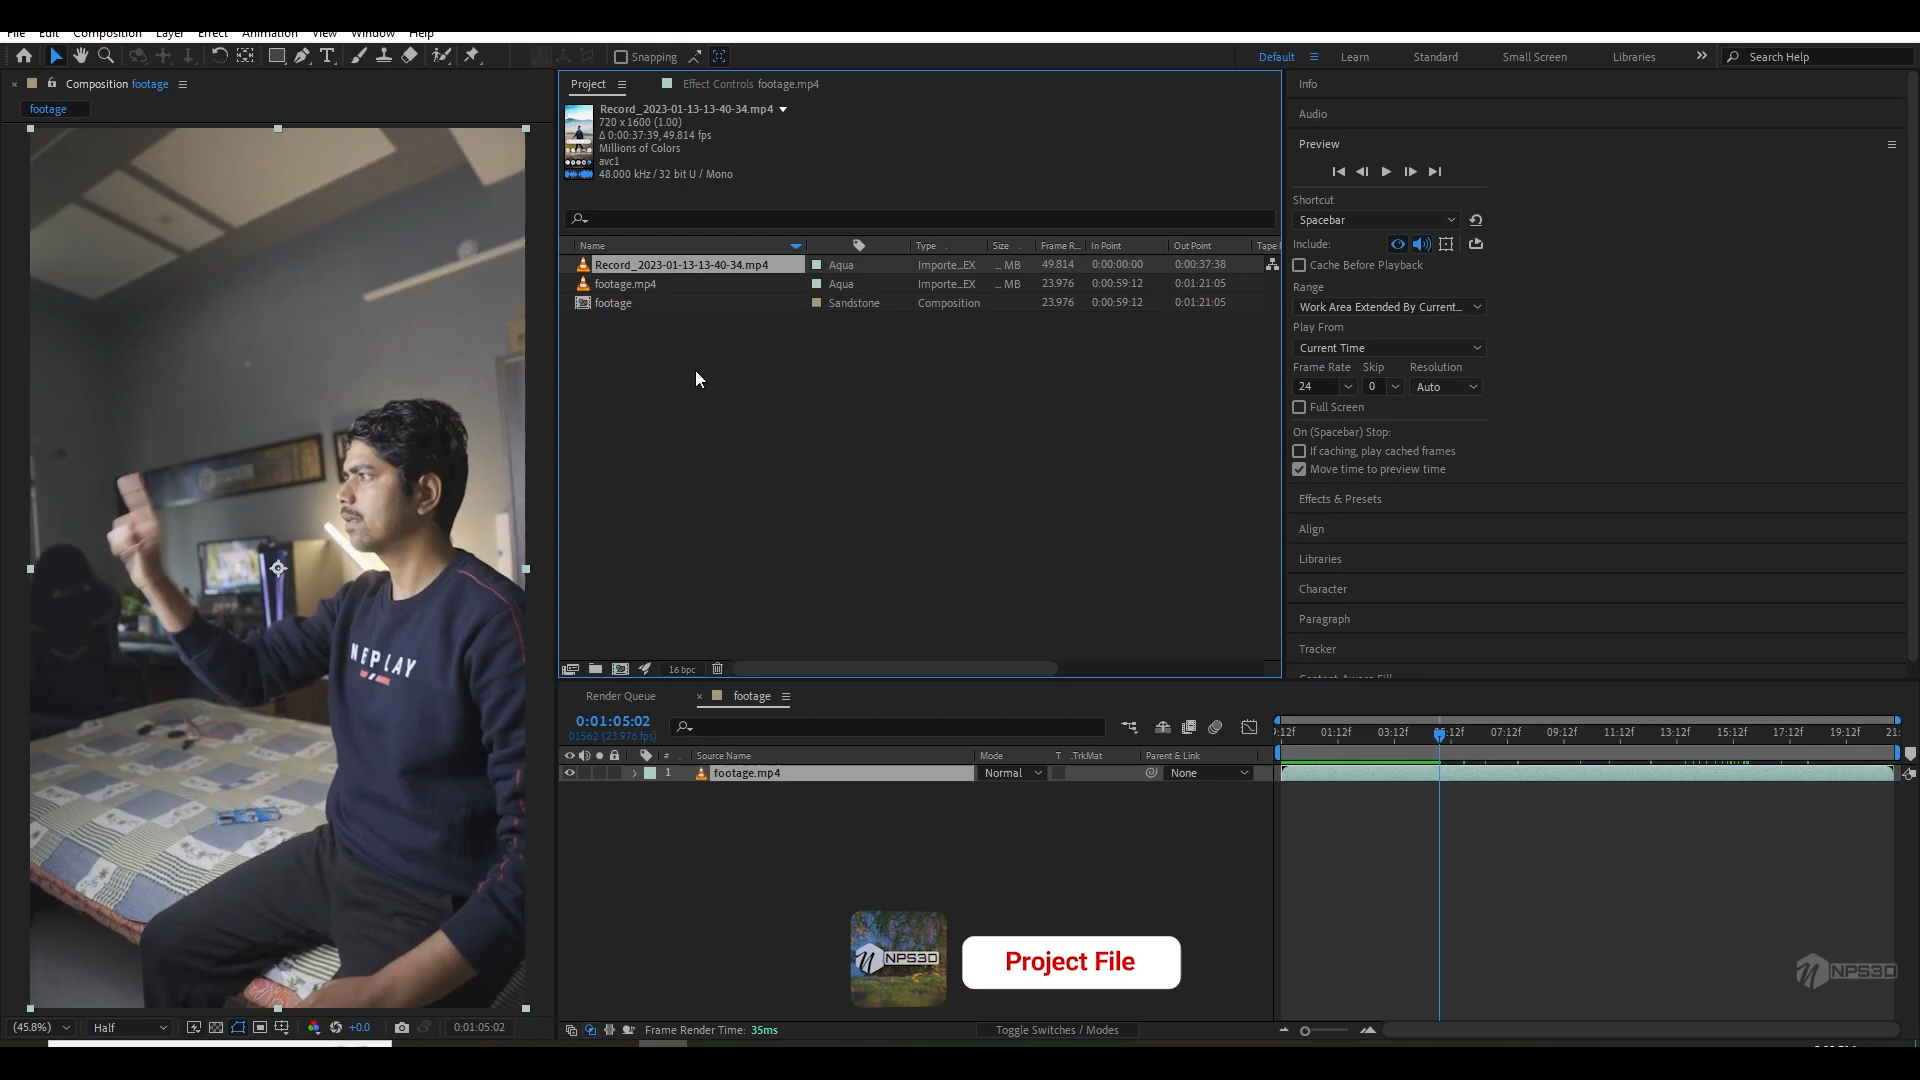 File Edit Composition Layer Effect Animation View Window Help
Snapping
Default Learn Standard Small Screen Libraries Search Help
Composition footage
footage
Project Effect Controls footage.mp4
Record_2023-01-13-13-40-34.mp4
720 x 1600 (1.00)
Δ 0:00:37:39, 49.814 fps
Millions of Colors
avc1
48.000 kHz / 32 bit U / Mono
Name Type Size Frame R... In Point Out Point Tape
Record_2023-01-13-13-40-34.mp4 Aqua Importe...EX ... MB 49.814 0:00:00:00 0:00:37:38
footage.mp4 Aqua Importe...EX ... MB 23.976 0:00:59:12 0:01:21:05
footage Sandstone Composition 23.976 0:00:59:12 0:01:21:05
16 bpc
Info
Audio
Preview
Shortcut
Spacebar
Include:
Cache Before Playback
Range
Work Area Extended By Current...
Play From
Current Time
Frame Rate Skip Resolution
24 0 Auto
Full Screen
On (Spacebar) Stop:
If caching, play cached frames
Move time to preview time
Effects & Presets
Align
Libraries
Character
Paragraph
Tracker
Content-Aware Fill
NEPLAY
(45.8%) Half +0.0 0:01:05:02
Render Queue footage
0:01:05:02
01562 (23.976 fps)
# Source Name Mode T .TrkMat Parent & Link
1 footage.mp4 Normal None
9:12f 01:12f 03:12f 05:12f 07:12f 09:12f 11:12f 13:12f 15:12f 17:12f 19:12f 21:
NPS3D
Project File
NPS3D
Frame Render Time: 35ms Toggle Switches / Modes